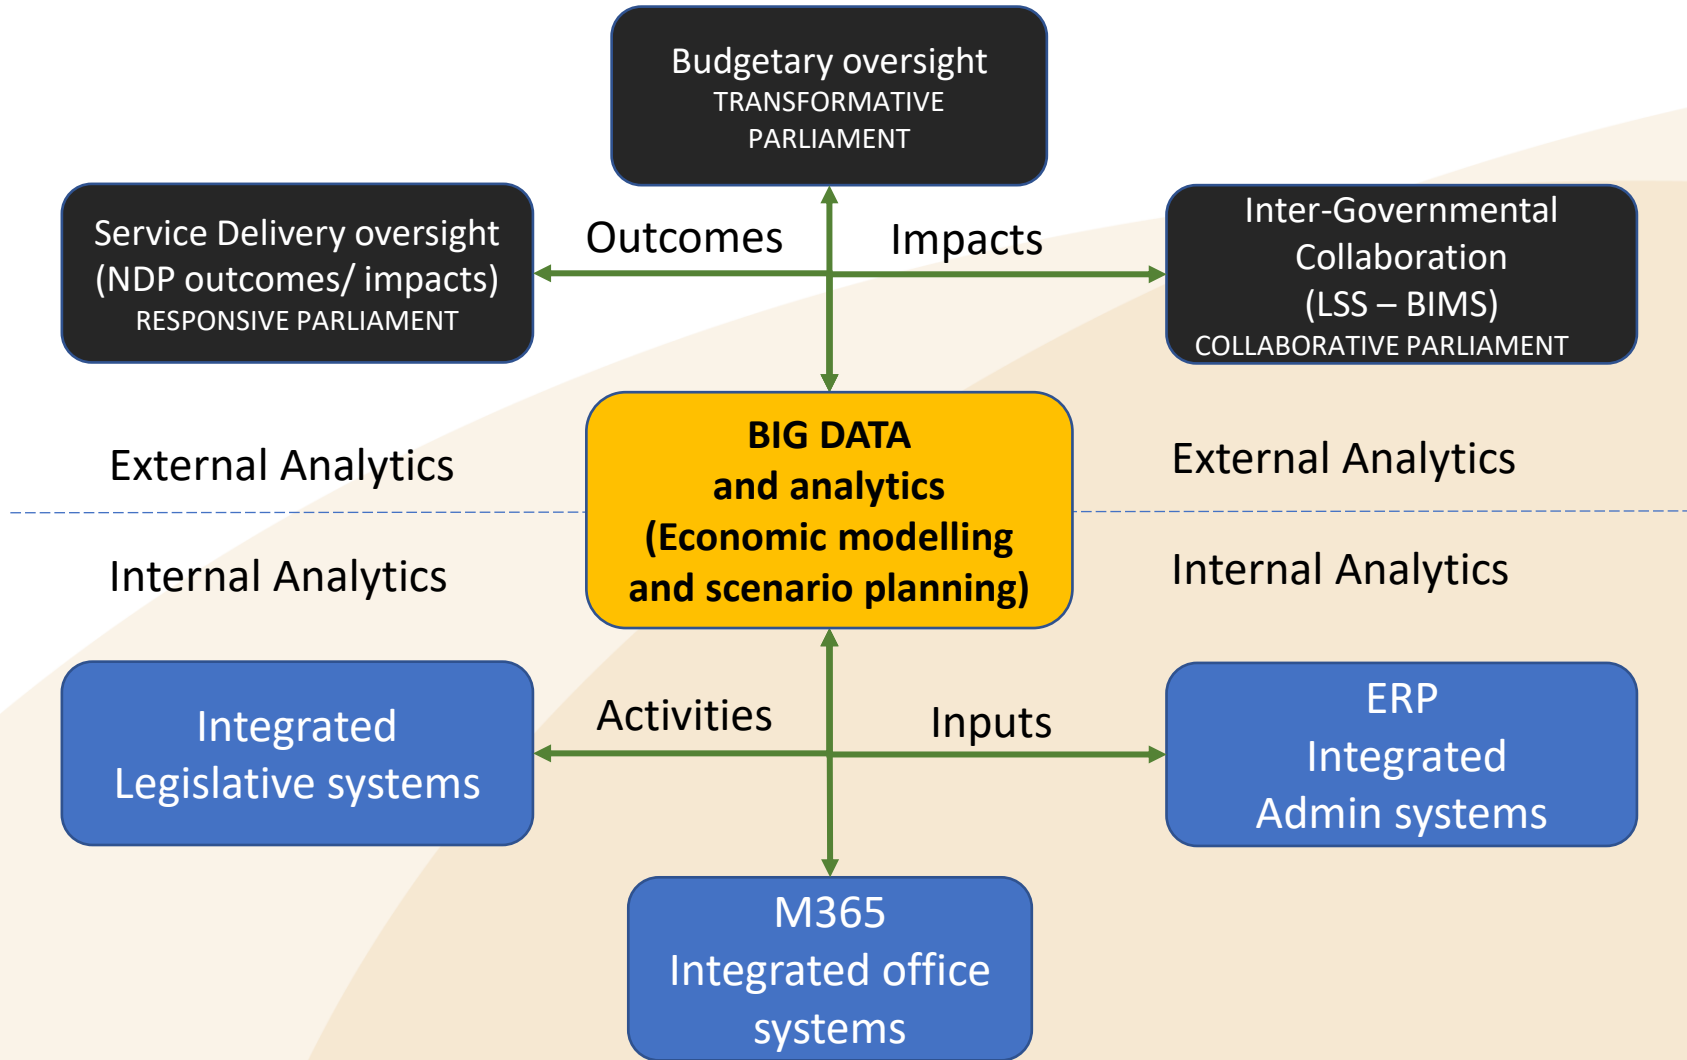 Budgetary oversight
TRANSFORMATIVE
PARLIAMENT
Service Delivery oversight
(NDP outcomes/ impacts)
RESPONSIVE PARLIAMENT
Outcomes
Impacts
Inter-Governmental
Collaboration
(LSS – BIMS)
COLLABORATIVE PARLIAMENT
BIG DATA
and analytics
(Economic modelling
and scenario planning)
External Analytics
External Analytics
Internal Analytics
Internal Analytics
Integrated
Legislative systems
Activities
Inputs
ERP
Integrated
Admin systems
M365
Integrated office
systems